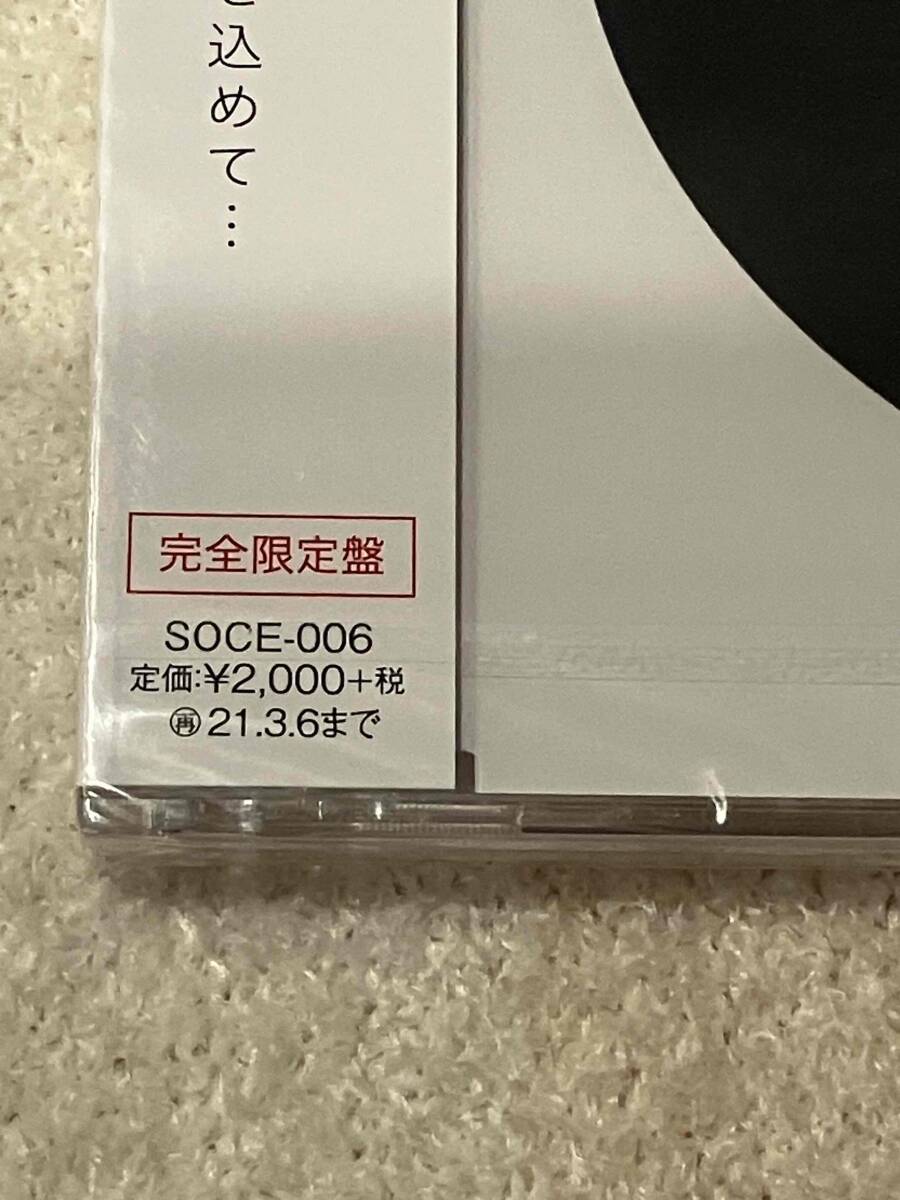 を込めて…
完全限定盤
SOCE-006
定価:¥2,000+税
㊢21.3.6まで